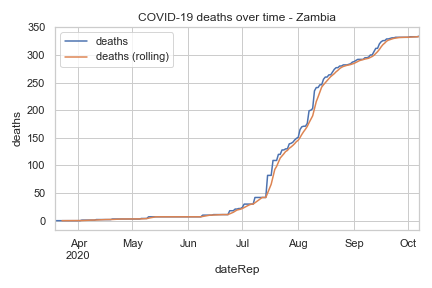 COVID-19 deaths over time - Zambia
deaths
deaths (rolling)
350
300
250
200
150
100
50
0
deaths
Apr
2020
May
Jun
Jul
Aug
Sep
Oct
dateRep